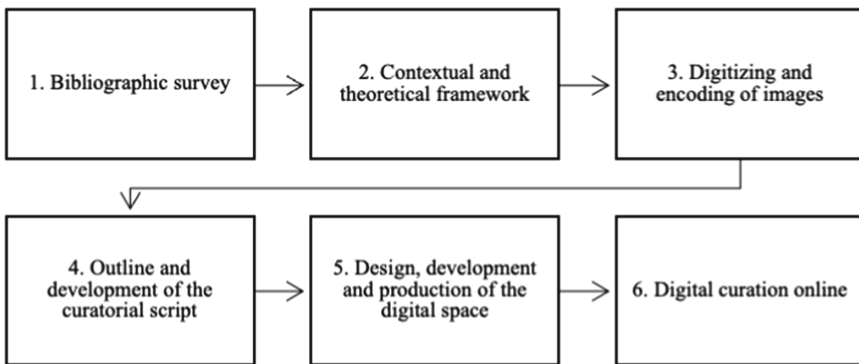 1. Bibliographic survey
2. Contextual and
theoretical framework
3. Digitizing and
encoding of images
4. Outline and
development of the
curatorial script
5. Design, development
and production of the
digital space
6. Digital curation online